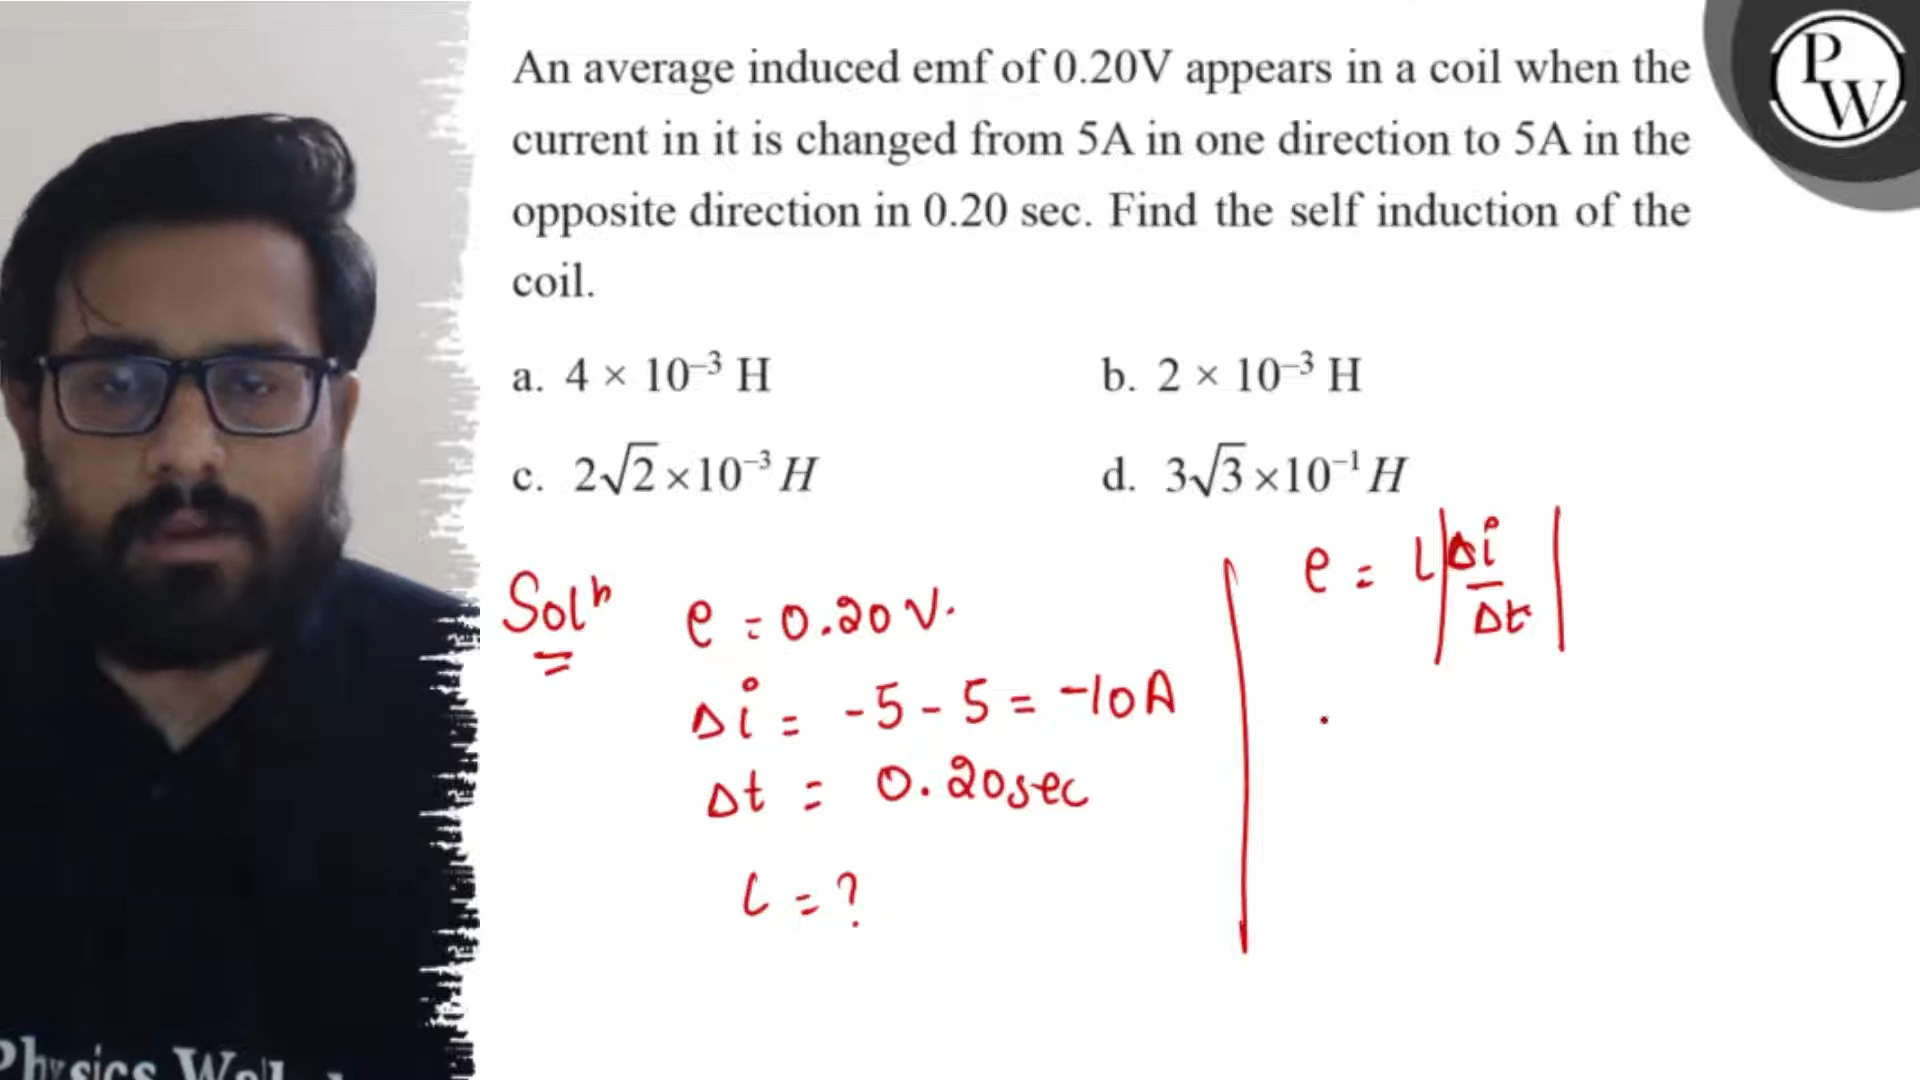 P
W
An average induced emf of 0.20V appears in a coil when the
current in it is changed from 5A in one direction to 5A in the
opposite direction in 0.20 sec. Find the self induction of the
coil.
a. 4 × 10⁻³ H
b. 2 × 10⁻³ H
c. 2√2×10⁻³ H
d. 3√3×10⁻¹ H
Solⁿ
e = 0.20 V.
Δi = -5 - 5 = -10A
Δt = 0.20sec
L = ?
e = L|Δi/Δt|
Physics